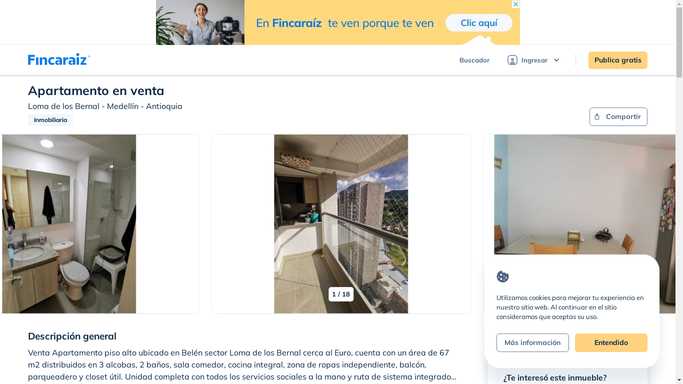 En Fincaraíz te ven porque te ven
Clic aquí
Fincaraiz
Buscador
Ingresar
Publica gratis
Apartamento en venta
Loma de los Bernal - Medellín - Antioquia
Inmobiliaria
Compartir
1 / 18
Utilizamos cookies para mejorar tu experiencia en
nuestro sitio web. Al continuar en el sitio
consideramos que aceptas su uso.
Más información
Entendido
Descripción general
Venta Apartamento piso alto ubicado en Belén sector Loma de los Bernal cerca al Euro, cuenta con un área de 67
m2 distribuidos en 3 alcobas, 2 baños, sala comedor, cocina integral, zona de ropas independiente, balcón,
parqueadero y closet útil. Unidad completa con todos los servicios sociales a la mano y ruta de sistema integrado...
¿Te interesó este inmueble?